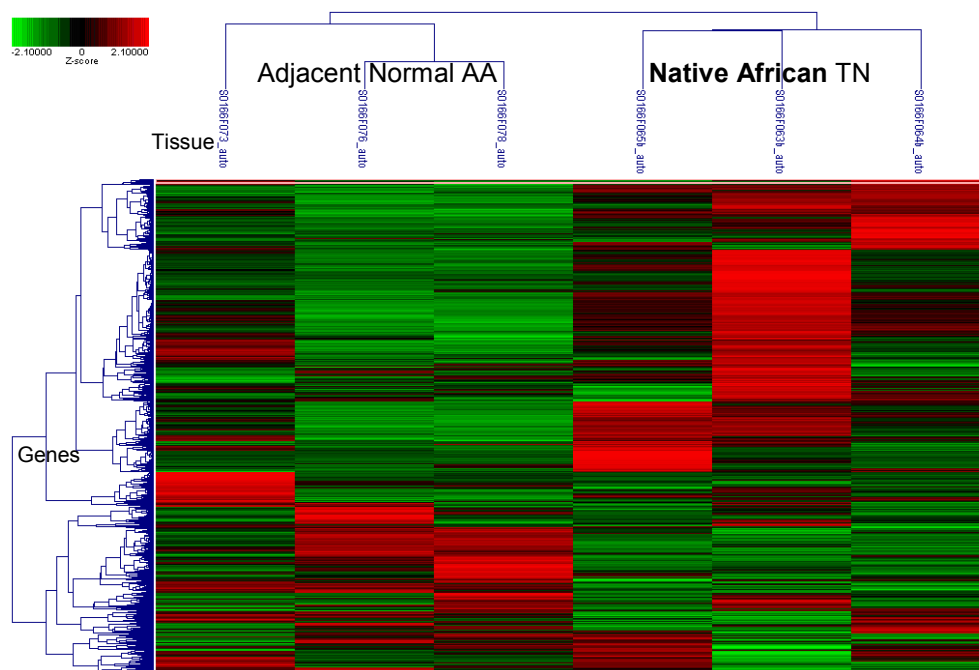 -2.10000 0 2.10000
Z-score
Adjacent Normal AA
Native African TN
S0166F073_auto
S0166F076_auto
S0166F078_auto
S0166F065b_auto
S0166F063b_auto
S0166F064b_auto
Tissue
Genes